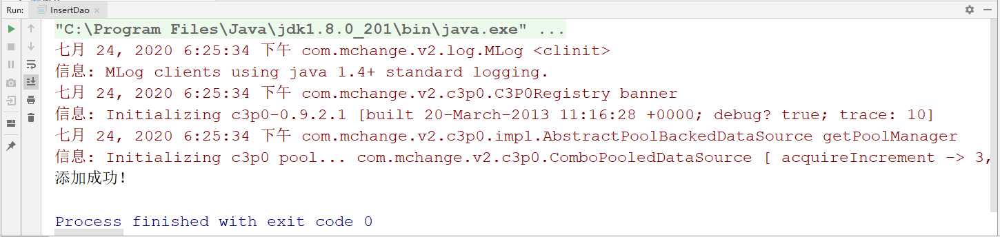 Run: InsertDao
"C:\Program Files\Java\jdk1.8.0_201\bin\java.exe" ...
七月 24, 2020 6:25:34 下午 com.mchange.v2.log.MLog <clinit>
信息: MLog clients using java 1.4+ standard logging.
七月 24, 2020 6:25:34 下午 com.mchange.v2.c3p0.C3P0Registry banner
信息: Initializing c3p0-0.9.2.1 [built 20-March-2013 11:16:28 +0000; debug? true; trace: 10]
七月 24, 2020 6:25:34 下午 com.mchange.v2.c3p0.impl.AbstractPoolBackedDataSource getPoolManager
信息: Initializing c3p0 pool... com.mchange.v2.c3p0.ComboPooledDataSource [ acquireIncrement -> 3,
添加成功!
Process finished with exit code 0